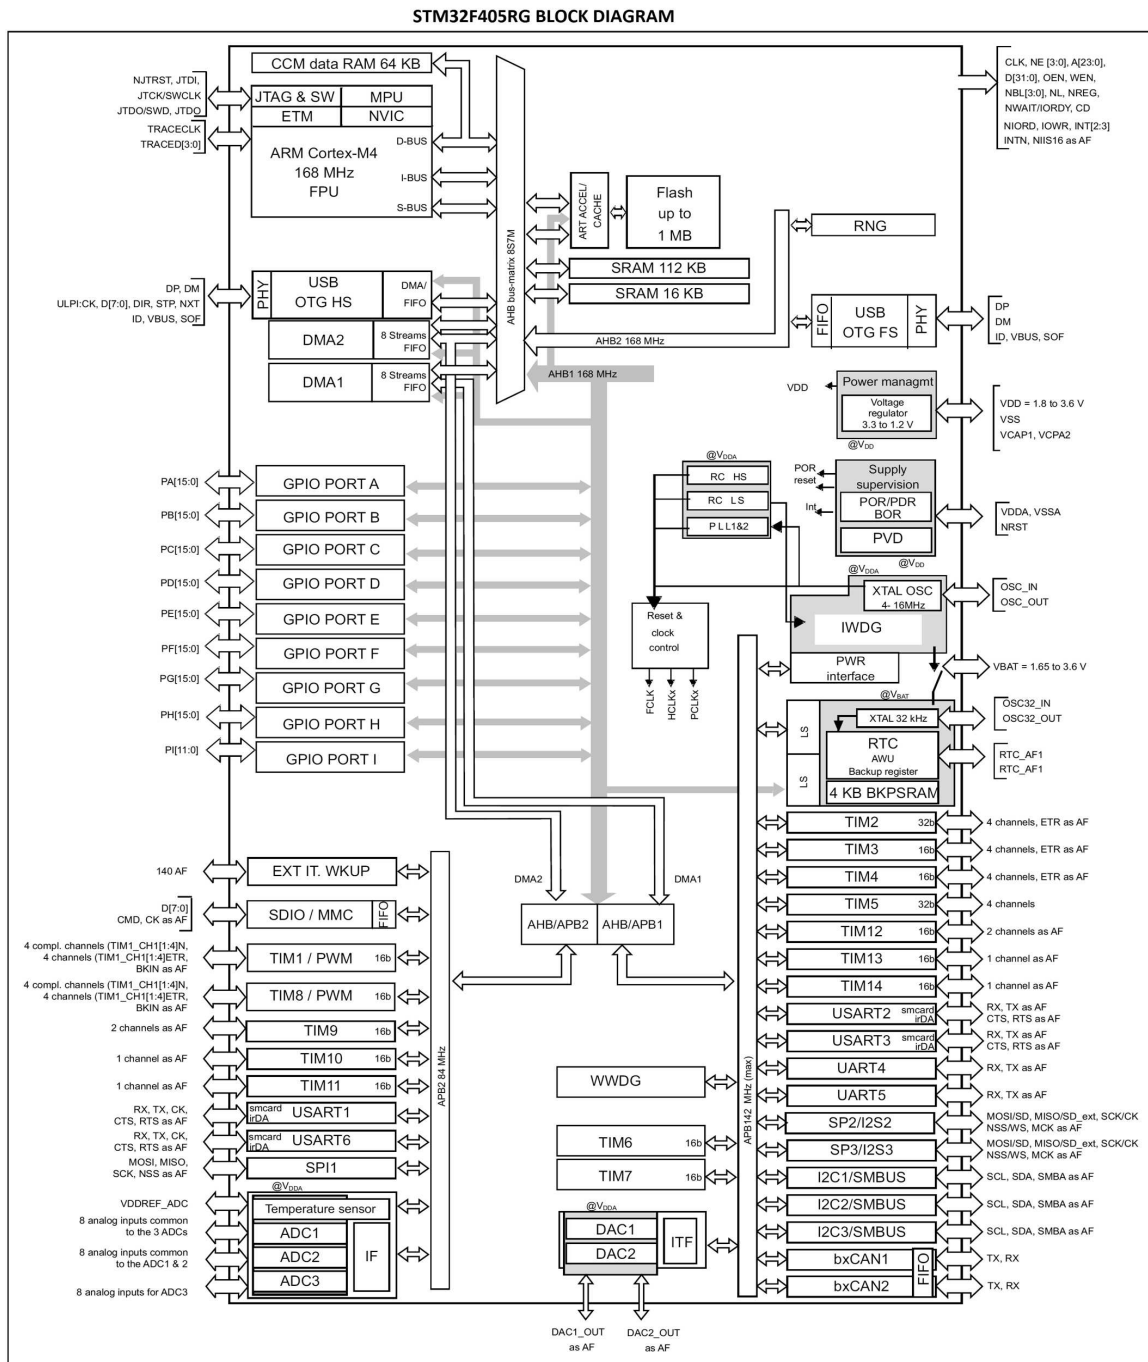 STM32F405RG BLOCK DIAGRAM
CCM data RAM 64 KB
NJTRST, JTDI,
JTCK/SWCLK
JTDO/SWD, JTDO
TRACECLK
TRACED[3:0]
JTAG & SW
MPU
ETM
NVIC
ARM Cortex-M4
168 MHz
FPU
D-BUS
I-BUS
S-BUS
AHB bus-matrix 8S7M
ART ACCEL/
CACHE
Flash
up to
1 MB
SRAM 112 KB
SRAM 16 KB
AHB2 168 MHz
AHB1 168 MHz
CLK, NE [3:0], A[23:0],
D[31:0], OEN, WEN,
NBL[3:0], NL, NREG,
NWAIT/IORDY, CD
NIORD, IOWR, INT[2:3]
INTN, NIIS16 as AF
RNG
FIFO
USB
OTG FS
PHY
DP
DM
ID, VBUS, SOF
DP, DM
ULPI:CK, D[7:0], DIR, STP, NXT
ID, VBUS, SOF
PHY
USB
OTG HS
DMA/
FIFO
DMA2
8 Streams
FIFO
DMA1
8 Streams
FIFO
VDD
Power managmt
Voltage
regulator
3.3 to 1.2 V
@VDD
VDD = 1.8 to 3.6 V
VSS
VCAP1, VCPA2
@VDDA
RC HS
RC LS
PLL1&2
POR
reset
Int
Supply
supervision
POR/PDR
BOR
PVD
@VDD
VDDA, VSSA
NRST
@VDDA
XTAL OSC
4- 16MHz
IWDG
OSC_IN
OSC_OUT
PWR
interface
VBAT = 1.65 to 3.6 V
Reset &
clock
control
FCLK
HCLKx
PCLKx
@VBAT
LS
LS
XTAL 32 kHz
RTC
AWU
Backup register
4 KB BKPSRAM
OSC32_IN
OSC32_OUT
RTC_AF1
RTC_AF1
PA[15:0]
GPIO PORT A
PB[15:0]
GPIO PORT B
PC[15:0]
GPIO PORT C
PD[15:0]
GPIO PORT D
PE[15:0]
GPIO PORT E
PF[15:0]
GPIO PORT F
PG[15:0]
GPIO PORT G
PH[15:0]
GPIO PORT H
PI[11:0]
GPIO PORT I
DMA2
DMA1
AHB/APB2
AHB/APB1
140 AF
EXT IT. WKUP
D[7:0]
CMD, CK as AF
SDIO / MMC
FIFO
4 compl. channels (TIM1_CH1[1:4]N,
4 channels (TIM1_CH1[1:4]ETR,
BKIN as AF
TIM1 / PWM
16b
4 compl. channels (TIM1_CH1[1:4]N,
4 channels (TIM1_CH1[1:4]ETR,
BKIN as AF
TIM8 / PWM
16b
2 channels as AF
TIM9
16b
1 channel as AF
TIM10
16b
1 channel as AF
TIM11
16b
RX, TX, CK,
CTS, RTS as AF
smcard
irDA
USART1
RX, TX, CK,
CTS, RTS as AF
smcard
irDA
USART6
MOSI, MISO,
SCK, NSS as AF
SPI1
APB2 84 MHz
@VDDA
VDDREF_ADC
Temperature sensor
8 analog inputs common
to the 3 ADCs
ADC1
8 analog inputs common
to the ADC1 & 2
ADC2
8 analog inputs for ADC3
ADC3
IF
WWDG
TIM6
16b
TIM7
16b
@VDDA
DAC1
DAC2
ITF
DAC1_OUT
as AF
DAC2_OUT
as AF
APB142 MHz (max)
TIM2
32b
4 channels, ETR as AF
TIM3
16b
4 channels, ETR as AF
TIM4
16b
4 channels, ETR as AF
TIM5
32b
4 channels
TIM12
16b
2 channels as AF
TIM13
16b
1 channel as AF
TIM14
16b
1 channel as AF
USART2
smcard
irDA
RX, TX as AF
CTS, RTS as AF
USART3
smcard
irDA
RX, TX as AF
CTS, RTS as AF
UART4
RX, TX as AF
UART5
RX, TX as AF
SP2/I2S2
MOSI/SD, MISO/SD_ext, SCK/CK
NSS/WS, MCK as AF
SP3/I2S3
MOSI/SD, MISO/SD_ext, SCK/CK
NSS/WS, MCK as AF
I2C1/SMBUS
SCL, SDA, SMBA as AF
I2C2/SMBUS
SCL, SDA, SMBA as AF
I2C3/SMBUS
SCL, SDA, SMBA as AF
bxCAN1
TX, RX
bxCAN2
TX, RX
FIFO